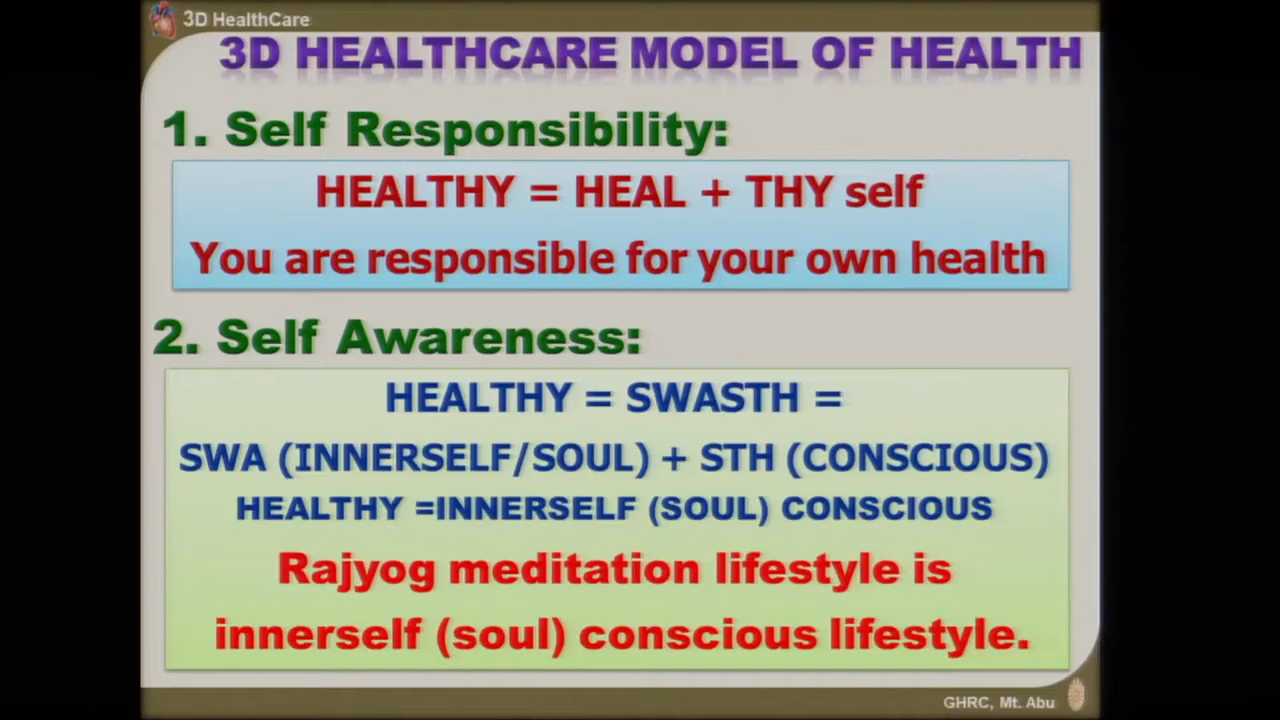 3D HealthCare
3D HEALTHCARE MODEL OF HEALTH
1. Self Responsibility:
HEALTHY = HEAL + THY self
You are responsible for your own health
2. Self Awareness:
HEALTHY = SWASTH =
SWA (INNERSELF/SOUL) + STH (CONSCIOUS)
HEALTHY =INNERSELF (SOUL) CONSCIOUS
Rajyog meditation lifestyle is
innerself (soul) conscious lifestyle.
GHRC, Mt. Abu